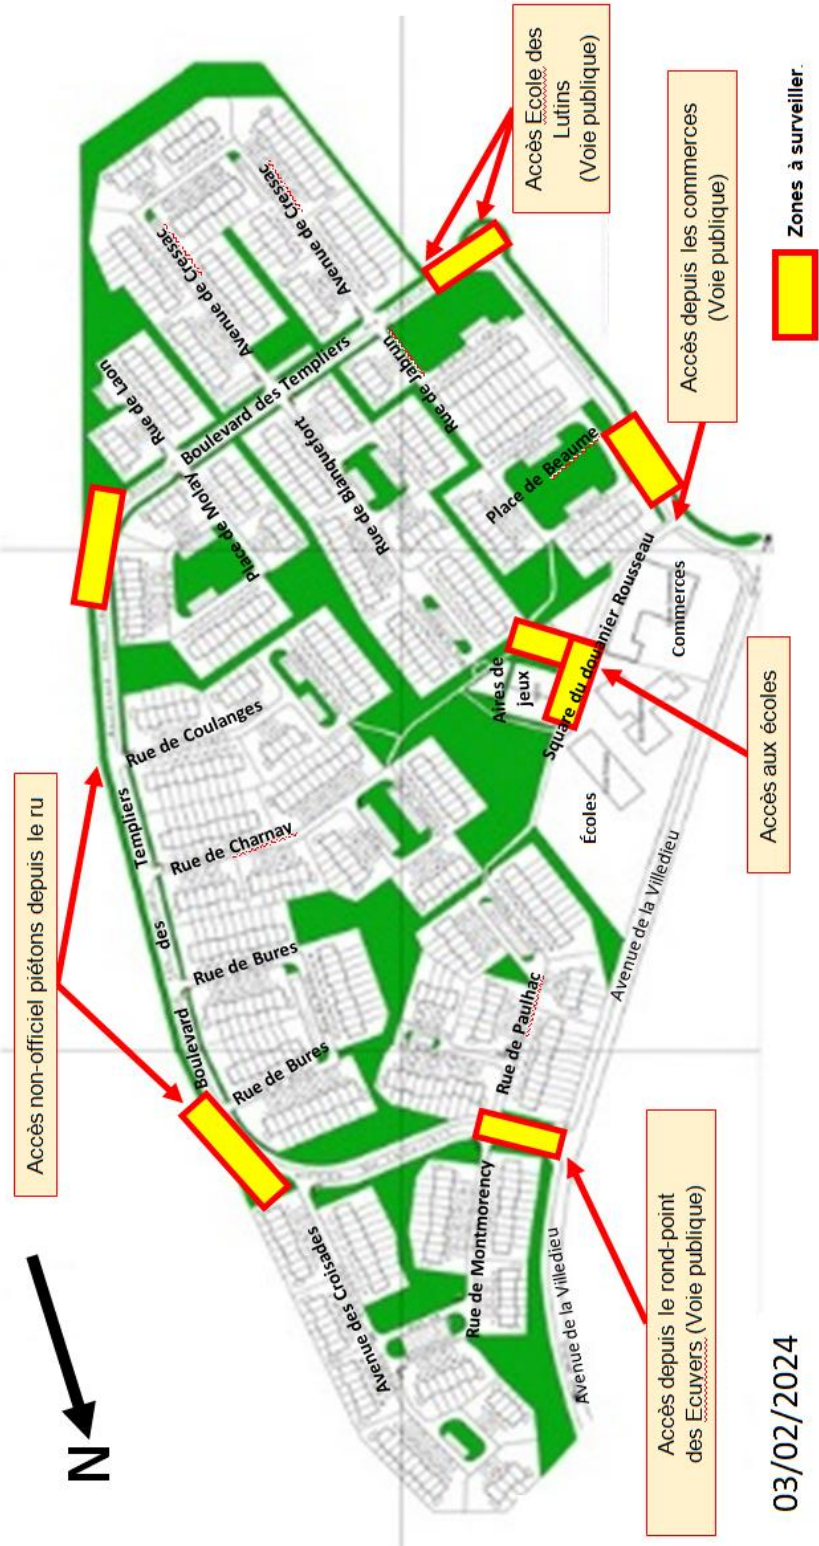 Accès non-officiel piétons depuis le ru
N
Boulevard
des
Templiers
Rue de Laon
Avenue de Cressac
Avenue de Cressac
Boulevard des Templiers
Place de Molay
Rue de Blanquefort
Rue de Jabrun
Place de Beaume
Rue de Coulanges
Rue de Charnay
Rue de Bures
Rue de Bures
Rue de Paulhac
Rue de Montmorency
Avenue des Croisades
Aires de
jeux
Square du douanier Rousseau
Écoles
Commerces
Avenue de la Villedieu
Avenue de la Villedieu
Accès depuis le rond-point
des Ecuyers (Voie publique)
Accès aux écoles
Accès depuis les commerces
(Voie publique)
Accès Ecole des
Lutins
(Voie publique)
Zones à surveiller.
03/02/2024